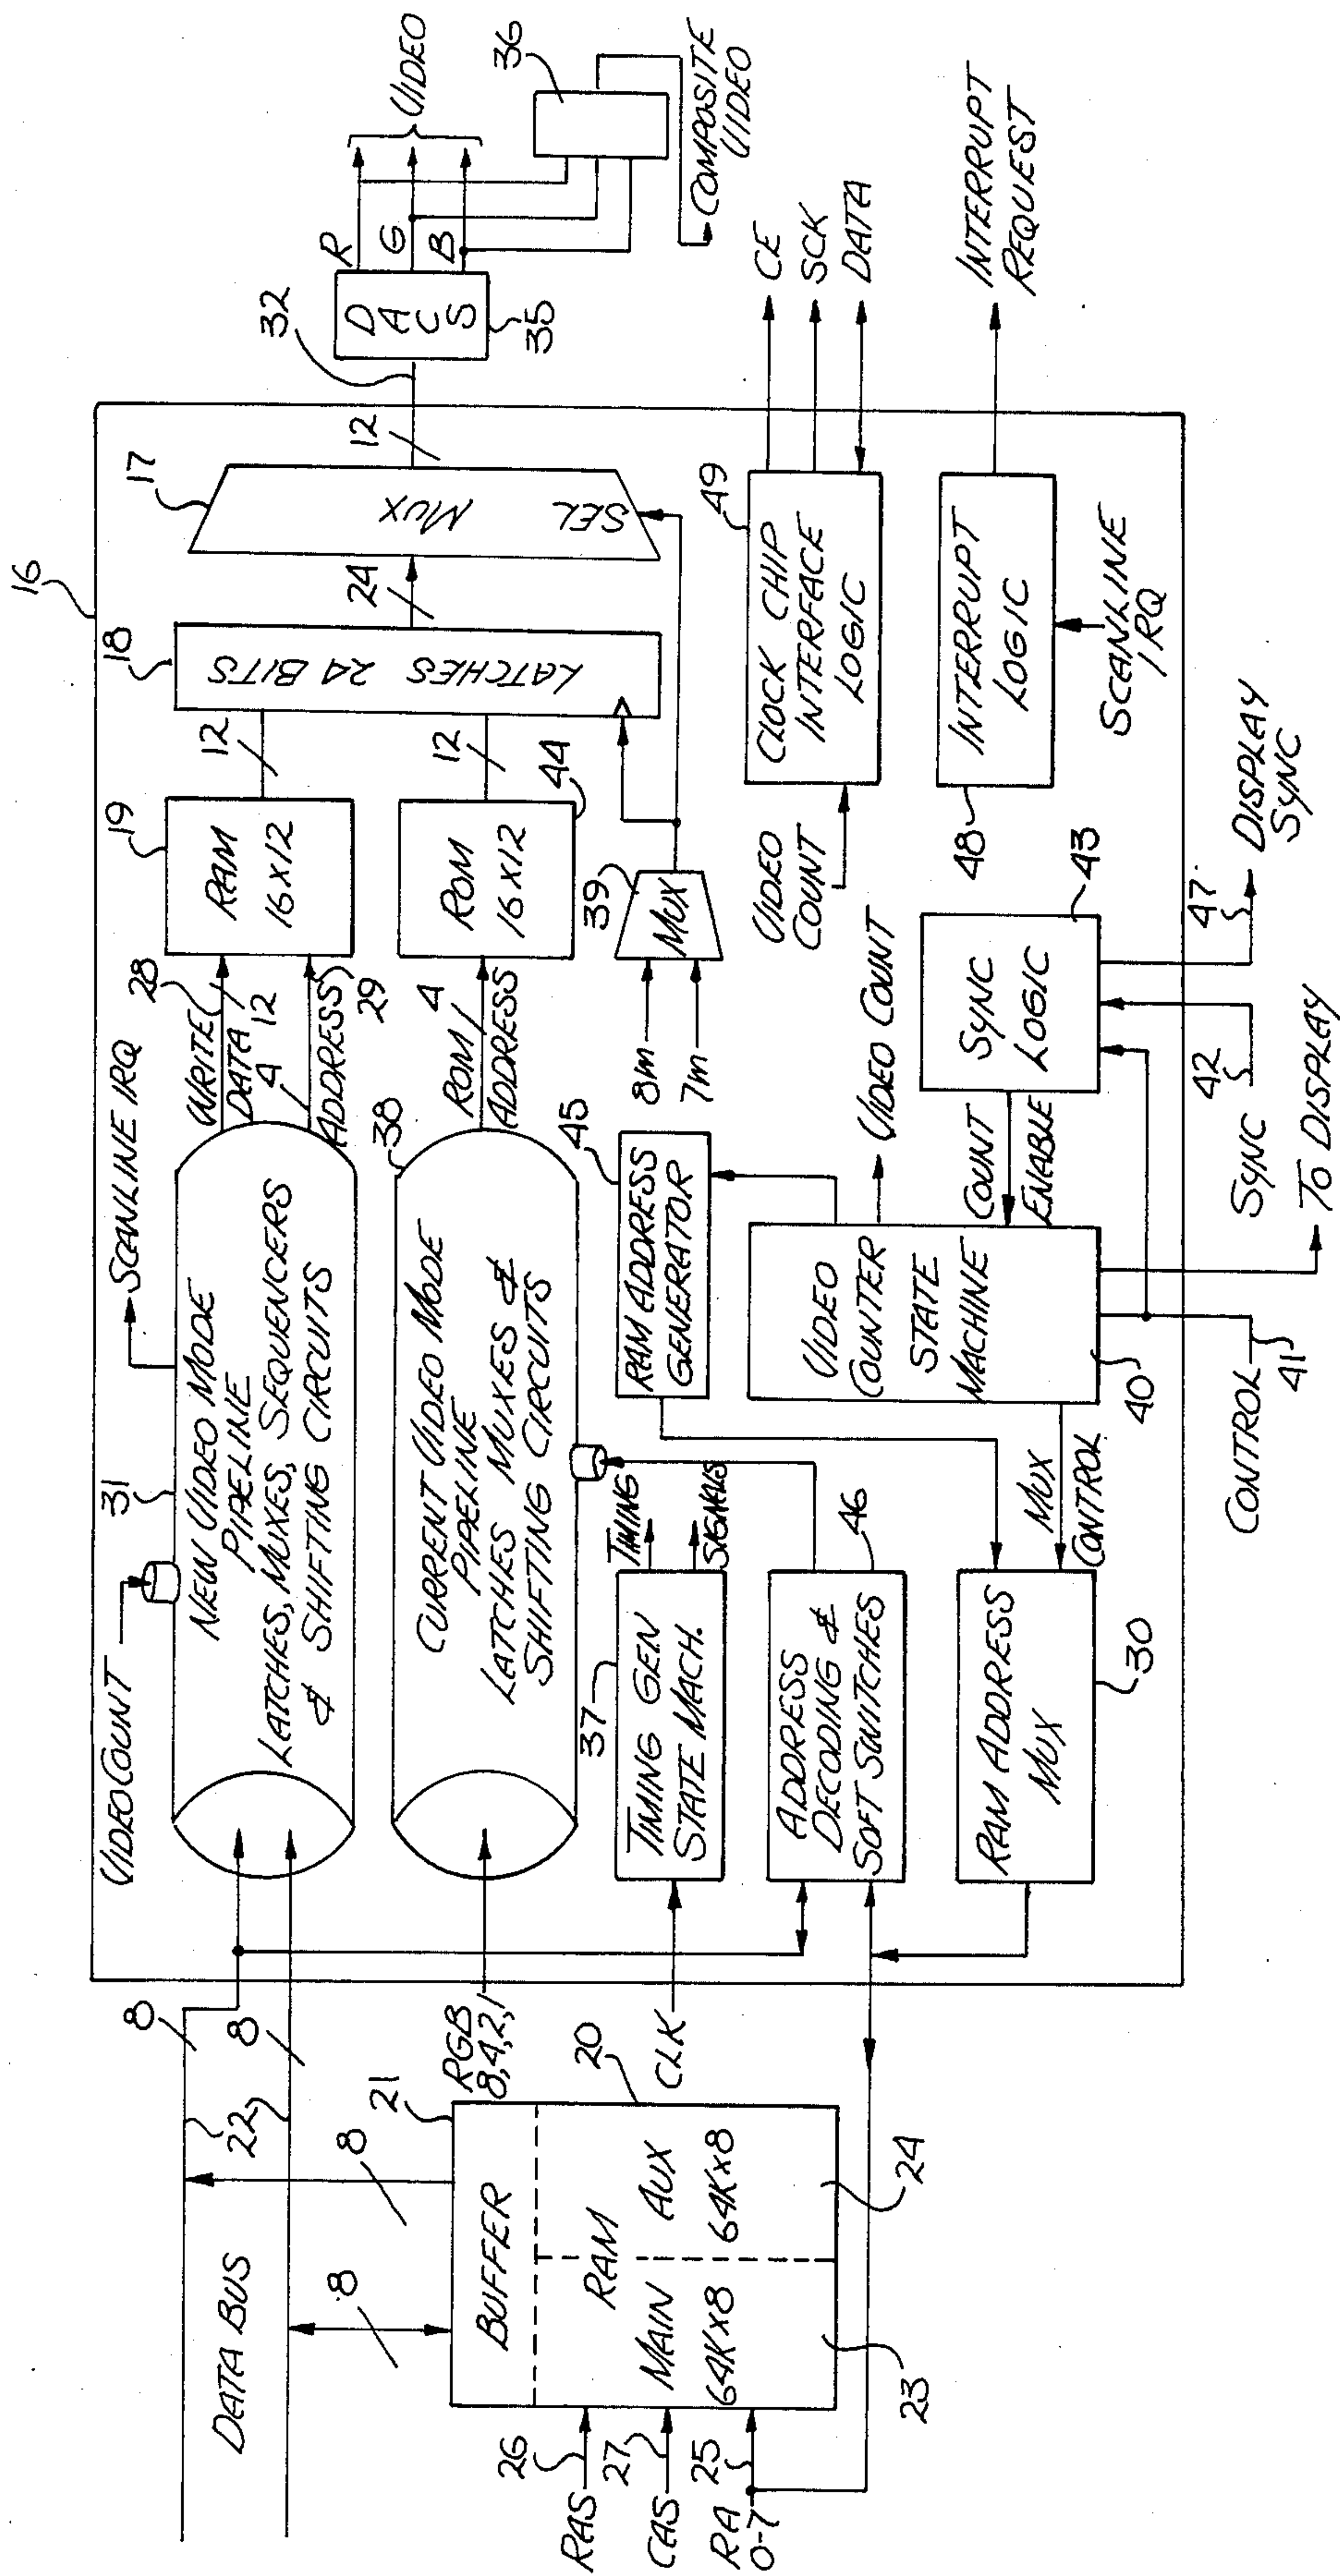 DATA BUS
22
8
8
8
8
VIDEO COUNT
31
NEW VIDEO MODE
PIPELINE
LATCHES, MUXES, SEQUENCERS
& SHIFTING CIRCUITS
SCANLINE IRQ
WRITE
DATA
28
12
4
ADDRESS
29
19
RAM
16X12
12
18
LATCHES 24 BITS
16
24
17
MUX
SEL
12
32
DACS
35
R
G
B
VIDEO
36
COMPOSITE
VIDEO
RGB
8,4,2,1
CURRENT VIDEO MODE
PIPELINE
LATCHES MUXES &
SHIFTING CIRCUITS
38
ROM
ADDRESS
4
ROM
16X12
44
12
8M
7M
39
MUX
BUFFER
21
RAM
MAIN
64KX8
AUX
64KX8
20
23
24
RAS
26
CAS
27
RA
0-7
25
CLK
37
TIMING GEN
STATE MACH.
TIMING
SIGNALS
ADDRESS
DECODING &
SOFT SWITCHES
46
RAM ADDRESS
MUX
30
RAM ADDRESS
GENERATOR
45
MUX
CONTROL
VIDEO
COUNTER
STATE
MACHINE
40
VIDEO COUNT
COUNT
ENABLE
SYNC
LOGIC
43
CONTROL
41
TO DISPLAY
SYNC
42
47
DISPLAY
SYNC
VIDEO
COUNT
CLOCK CHIP
INTERFACE
LOGIC
49
CE
SCK
DATA
INTERRUPT
LOGIC
48
SCANLINE
IRQ
INTERRUPT
REQUEST